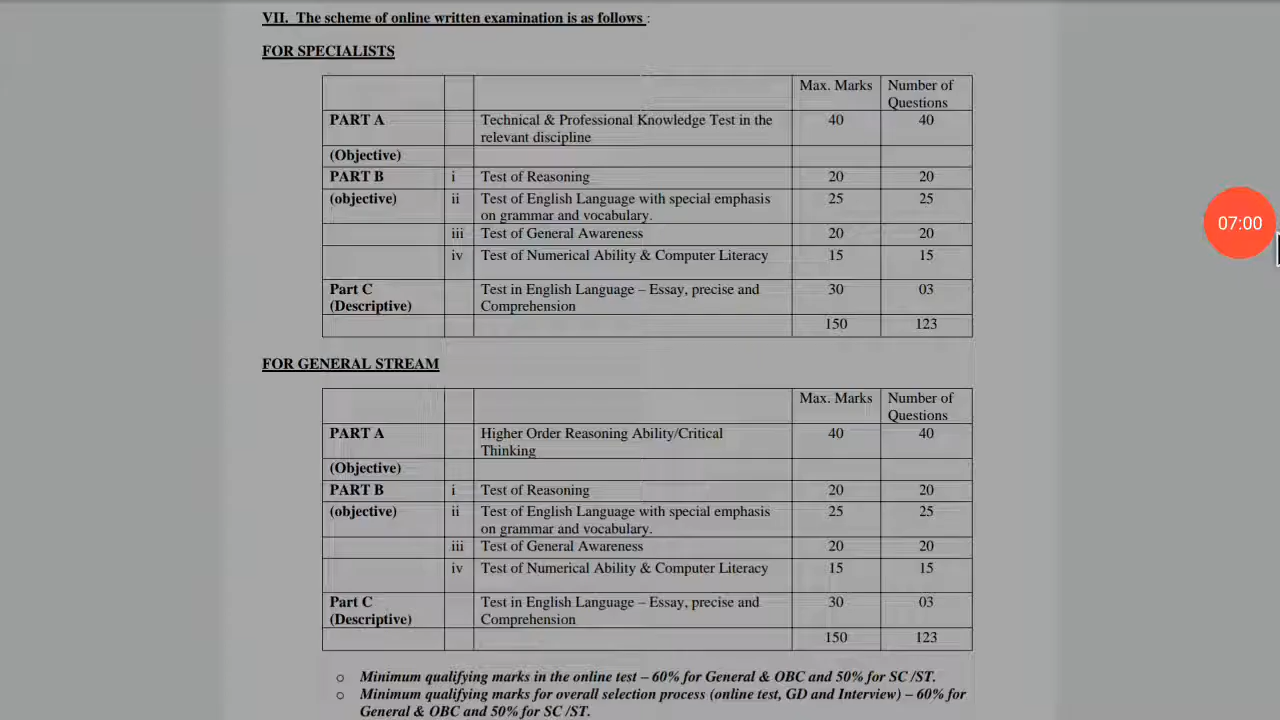 VII. The scheme of online written examination is as follows :
FOR SPECIALISTS
Max. Marks Number of
Questions
PART A Technical & Professional Knowledge Test in the 40 40
relevant discipline
(Objective)
PART B i Test of Reasoning 20 20
(objective) ii Test of English Language with special emphasis 25 25
on grammar and vocabulary.
iii Test of General Awareness 20 20
iv Test of Numerical Ability & Computer Literacy 15 15
Part C Test in English Language – Essay, precise and 30 03
(Descriptive) Comprehension
150 123
FOR GENERAL STREAM
Max. Marks Number of
Questions
PART A Higher Order Reasoning Ability/Critical 40 40
Thinking
(Objective)
PART B i Test of Reasoning 20 20
(objective) ii Test of English Language with special emphasis 25 25
on grammar and vocabulary.
iii Test of General Awareness 20 20
iv Test of Numerical Ability & Computer Literacy 15 15
Part C Test in English Language – Essay, precise and 30 03
(Descriptive) Comprehension
150 123
o Minimum qualifying marks in the online test – 60% for General & OBC and 50% for SC /ST.
o Minimum qualifying marks for overall selection process (online test, GD and Interview) – 60% for
General & OBC and 50% for SC /ST.
07:00